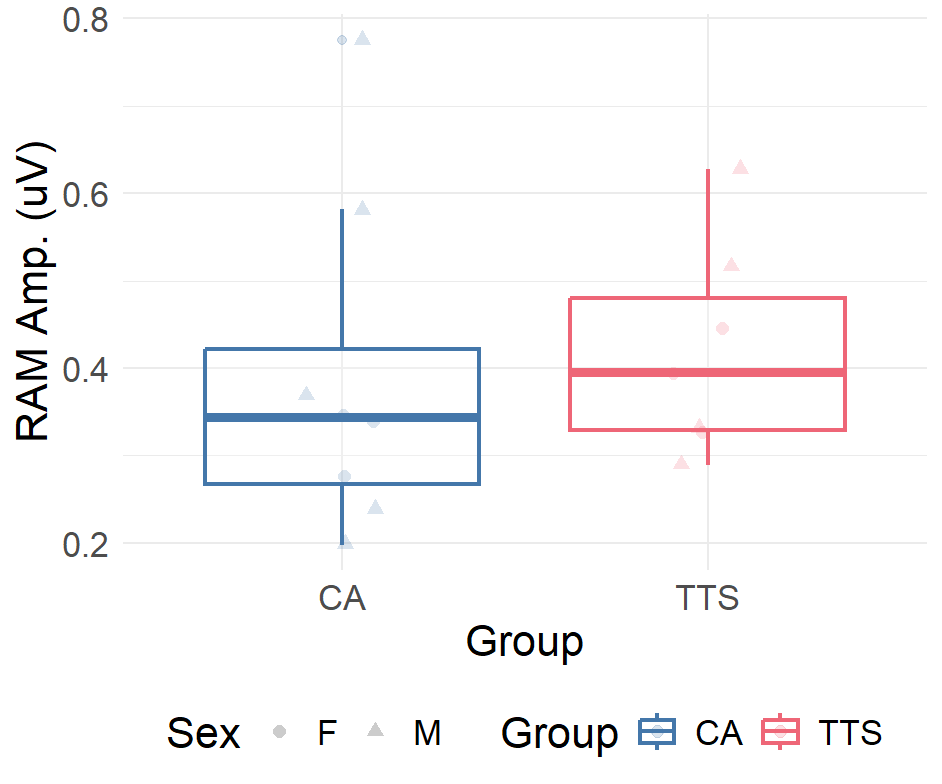 0.8
0.6
0.4
0.2
RAM Amp. (uV)
CA TTS
Group
Sex F M Group CA TTS